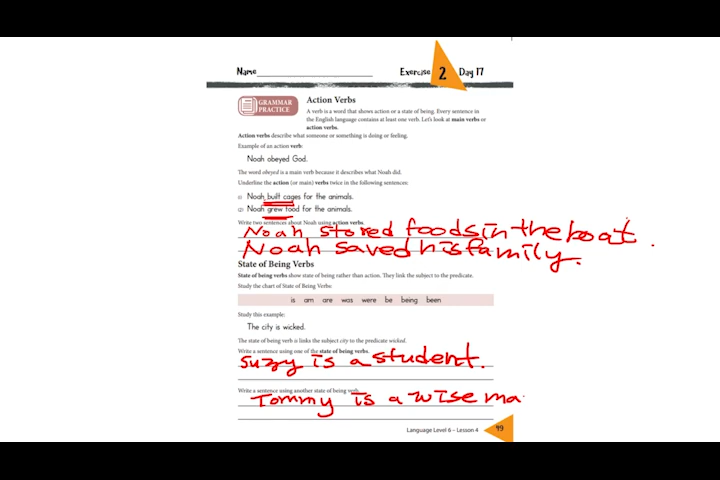 Name
Exercise 2 Day 17
GRAMMAR PRACTICE
Action Verbs
A verb is a word that shows action or a state of being. Every sentence in
the English language contains at least one verb. Let's look at main verbs or
action verbs.
Action verbs describe what someone or something is doing or feeling.
Example of an action verb:
Noah obeyed God.
The word obeyed is a main verb because it describes what Noah did.
Underline the action (or main) verbs twice in the following sentences:
(1) Noah built cages for the animals.
(2) Noah grew food for the animals.
Write two sentences about Noah using action verbs.
Noah stored foods in the boat.
Noah saved his family.
State of Being Verbs
State of being verbs show state of being rather than action. They link the subject to the predicate.
Study the chart of State of Being Verbs:
is am are was were be being been
Study this example:
The city is wicked.
The state of being verb is links the subject city to the predicate wicked.
Write a sentence using one of the state of being verbs.
Suzy is a student.
Write a sentence using another state of being verb.
Tommy is a wise ma
Language Level 6 – Lesson 4 49